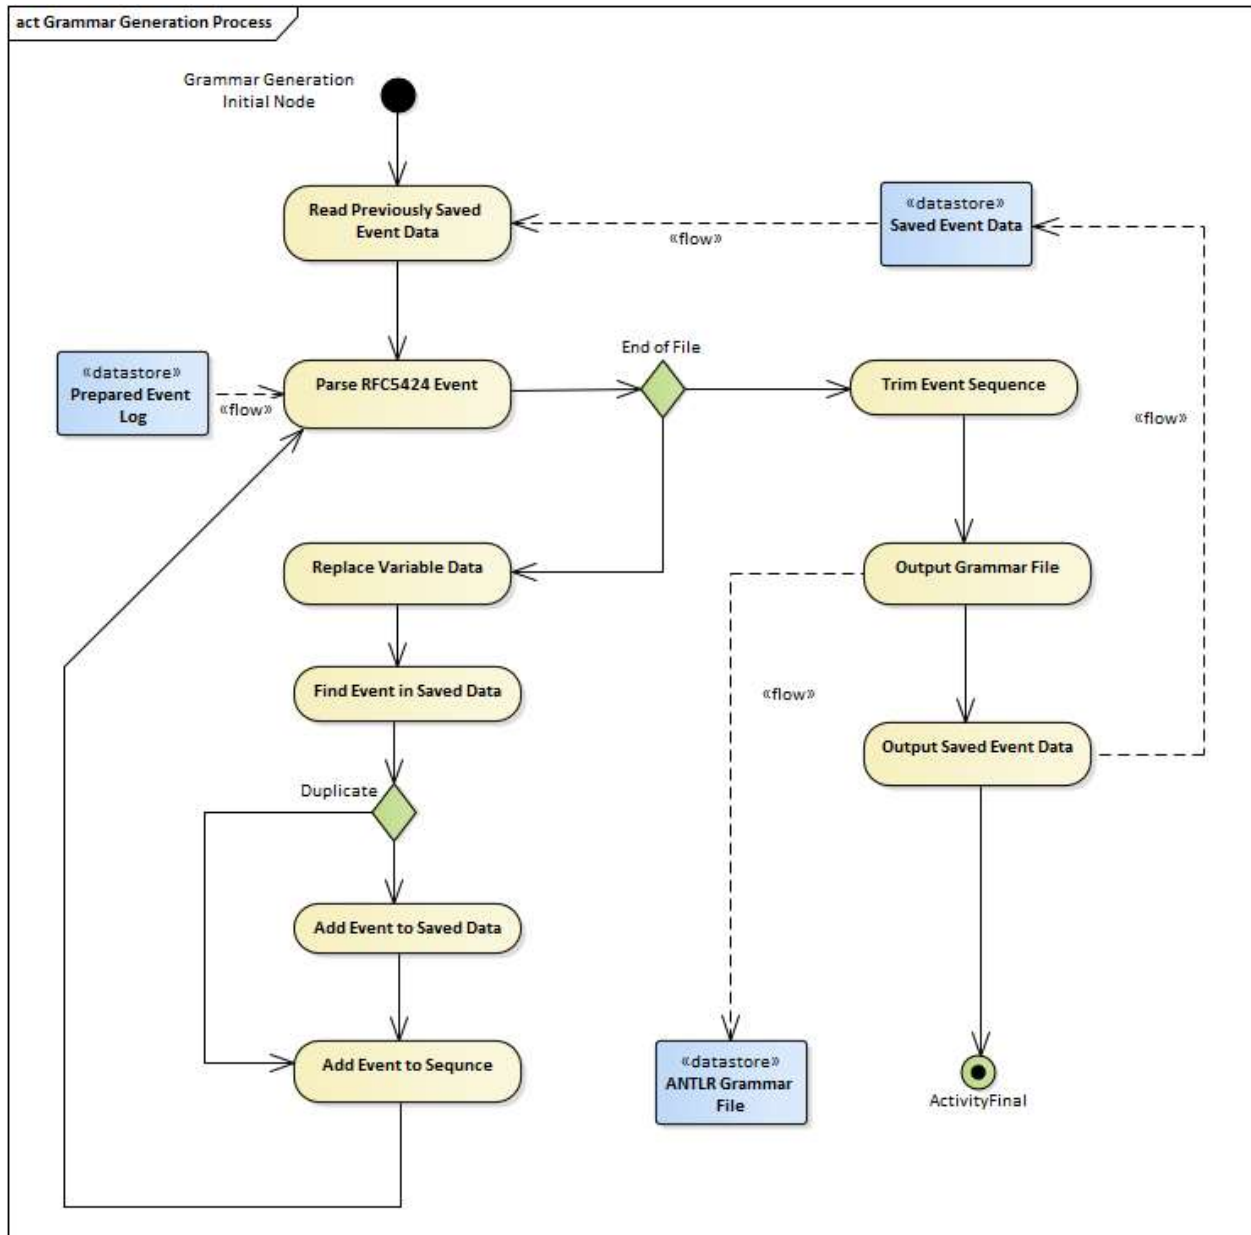 act Grammar Generation Process
Grammar Generation
Initial Node
Read Previously Saved
Event Data
«flow»
«datastore»
Saved Event Data
«datastore»
Prepared Event
Log
«flow»
Parse RFC5424 Event
End of File
Trim Event Sequence
«flow»
Replace Variable Data
Output Grammar File
Find Event in Saved Data
«flow»
Output Saved Event Data
Duplicate
Add Event to Saved Data
Add Event to Sequnce
«datastore»
ANTLR Grammar
File
ActivityFinal